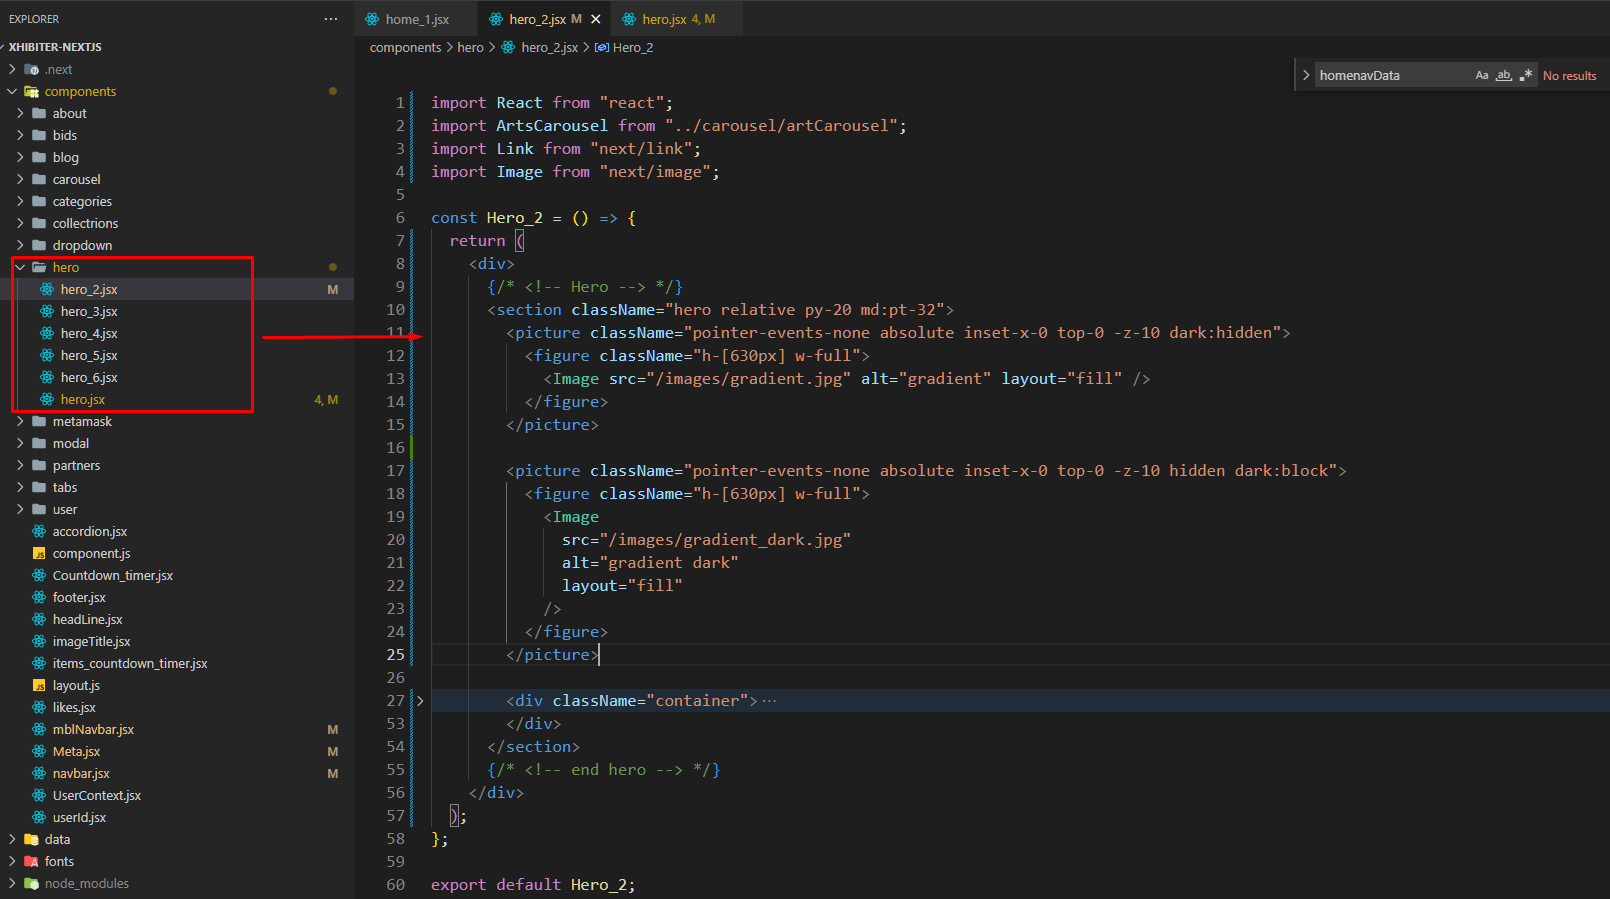 EXPLORER
XHIBITER-NEXTJS
.next
components
about
bids
blog
carousel
categories
collectrions
dropdown
hero
hero_2.jsx M
hero_3.jsx
hero_4.jsx
hero_5.jsx
hero_6.jsx
hero.jsx 4, M
metamask
modal
partners
tabs
user
accordion.jsx
component.js
Countdown_timer.jsx
footer.jsx
headLine.jsx
imageTitle.jsx
items_countdown_timer.jsx
layout.js
likes.jsx
mblNavbar.jsx M
Meta.jsx M
navbar.jsx M
UserContext.jsx
userId.jsx
data
fonts
node_modules
home_1.jsx hero_2.jsx M hero.jsx 4, M
components > hero > hero_2.jsx > Hero_2
homenavData Aa ab .* No results
1 import React from "react";
2 import ArtsCarousel from "../carousel/artCarousel";
3 import Link from "next/link";
4 import Image from "next/image";
5
6 const Hero_2 = () => {
7 return (
8 <div>
9 {/* <!-- Hero --> */}
10 <section className="hero relative py-20 md:pt-32">
11 <picture className="pointer-events-none absolute inset-x-0 top-0 -z-10 dark:hidden">
12 <figure className="h-[630px] w-full">
13 <Image src="/images/gradient.jpg" alt="gradient" layout="fill" />
14 </figure>
15 </picture>
16
17 <picture className="pointer-events-none absolute inset-x-0 top-0 -z-10 hidden dark:block">
18 <figure className="h-[630px] w-full">
19 <Image
20 src="/images/gradient_dark.jpg"
21 alt="gradient dark"
22 layout="fill"
23 />
24 </figure>
25 </picture>
26
27 <div className="container">⋯
53 </div>
54 </section>
55 {/* <!-- end hero --> */}
56 </div>
57 );
58 };
59
60 export default Hero_2;